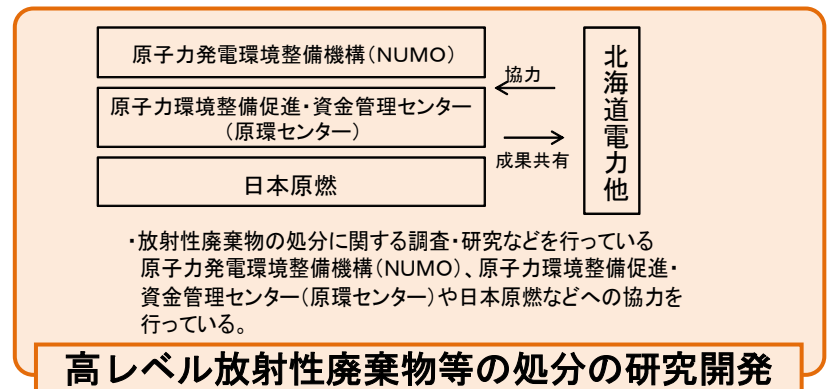 原子力発電環境整備機構(NUMO)
原子力環境整備促進・資金管理センター
(原環センター)
日本原燃
協力
成果共有
北海道電力他
・放射性廃棄物の処分に関する調査・研究などを行っている
原子力発電環境整備機構(NUMO)、原子力環境整備促進・
資金管理センター(原環センター)や日本原燃などへの協力を
行っている。
高レベル放射性廃棄物等の処分の研究開発